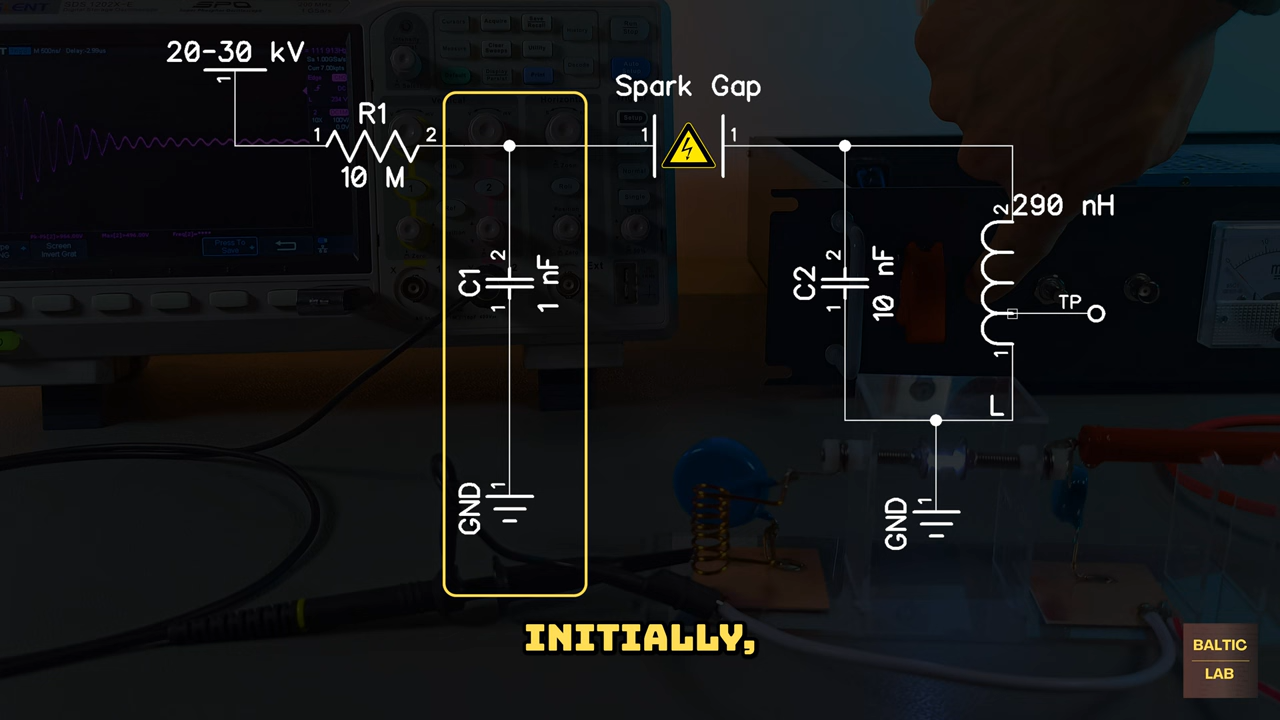 20-30 kV
1
R1
1
2
10 M
Spark Gap
1
1
2
C1
1 nF
1
GND
1
2
C2
10 nF
1
2
290 nH
TP
1
L
GND
1
INITIALLY,
BALTIC
LAB